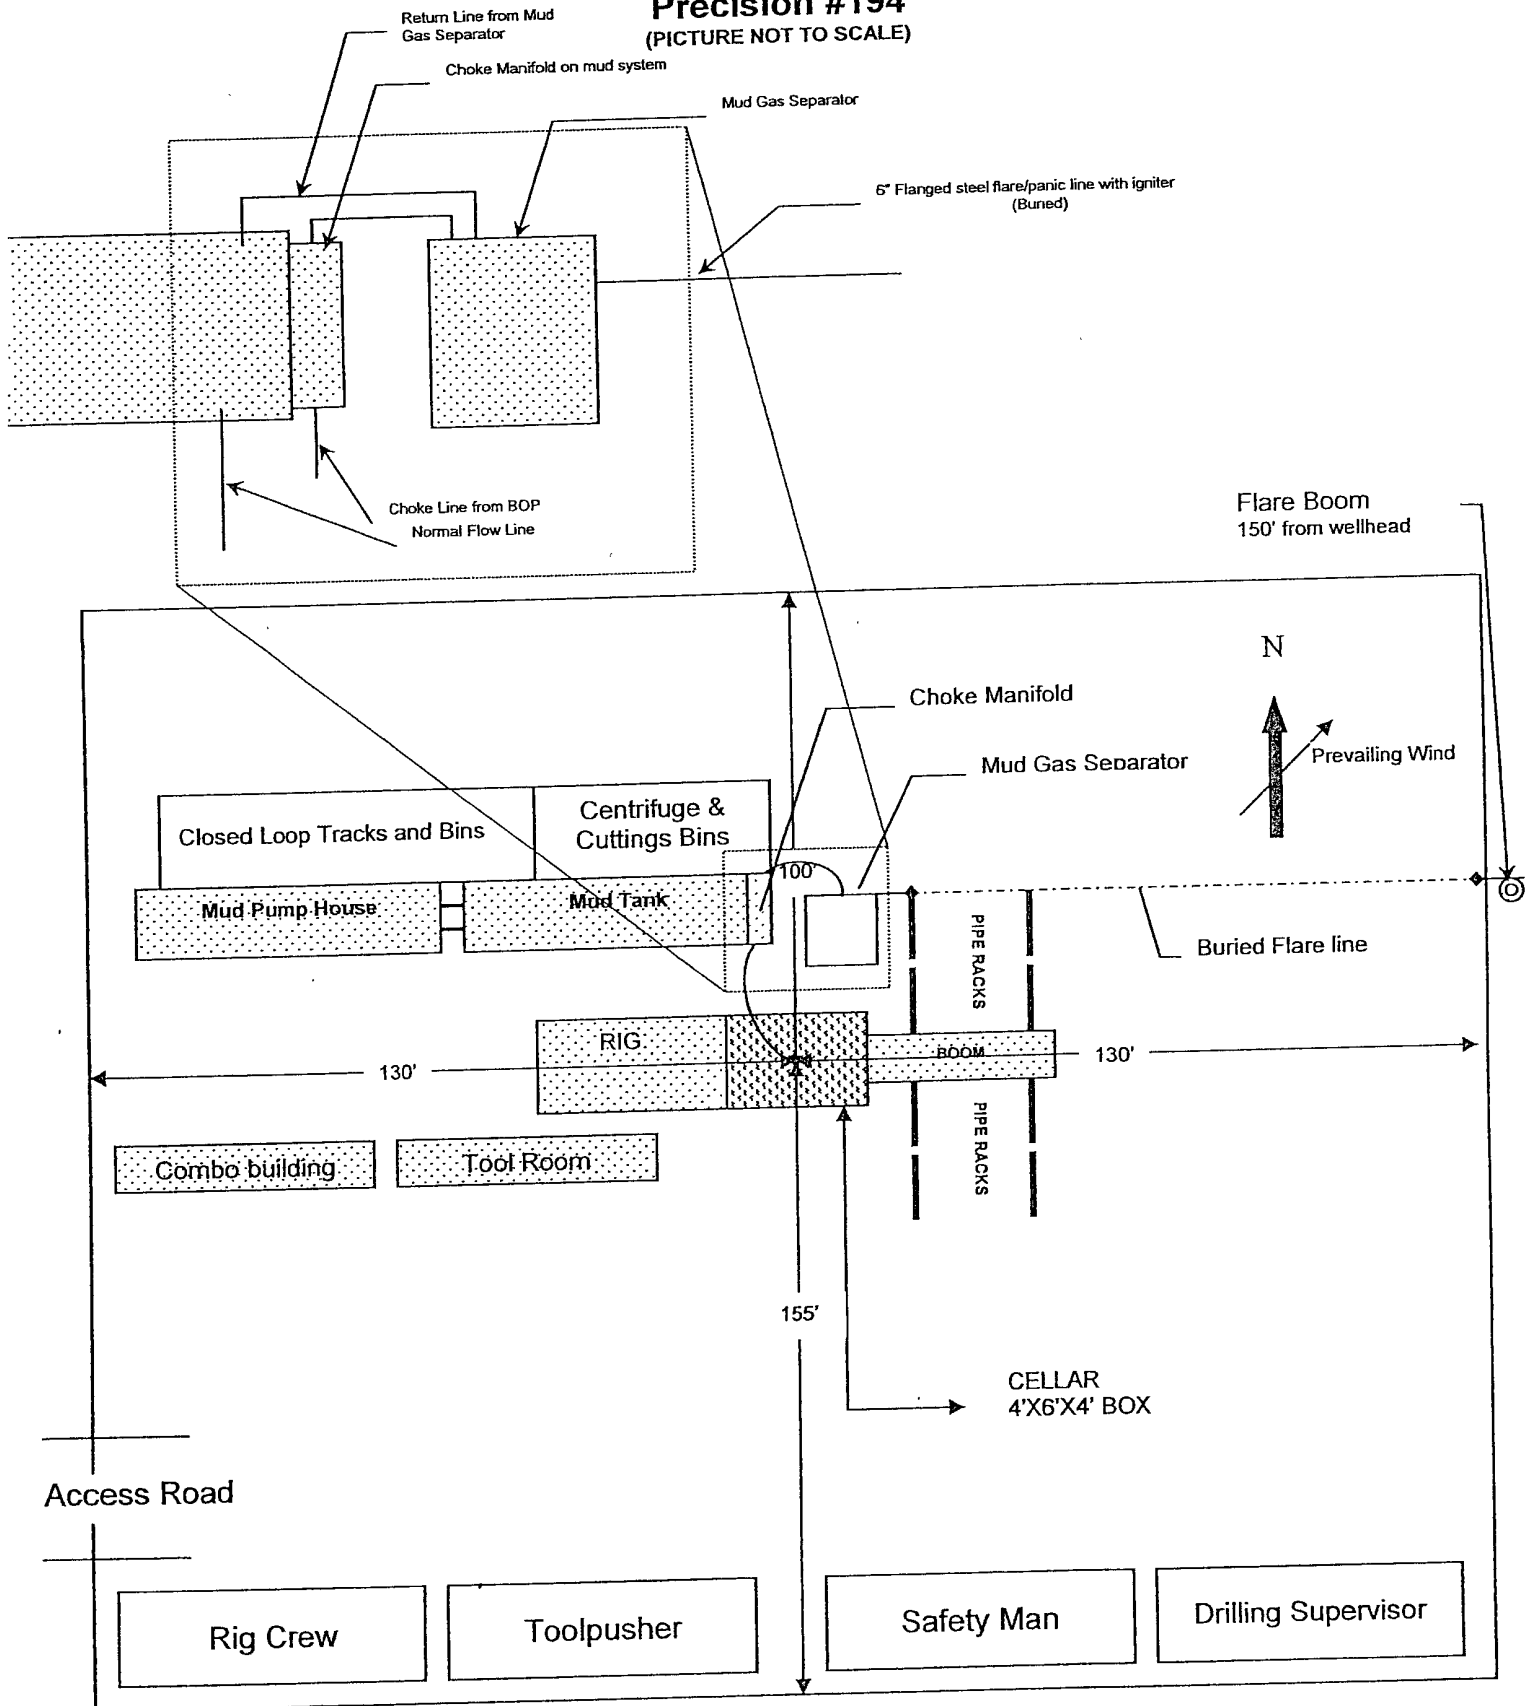 Precision #194
(PICTURE NOT TO SCALE)
Return Line from Mud
Gas Separator
Choke Manifold on mud system
Mud Gas Separator
6" Flanged steel flare/panic line with igniter
(Buried)
Choke Line from BOP
Normal Flow Line
Flare Boom
150' from wellhead
N
Prevailing Wind
Choke Manifold
Mud Gas Separator
Closed Loop Tracks and Bins
Centrifuge &
Cuttings Bins
100'
Mud Pump House
Mud Tank
PIPE RACKS
Buried Flare line
RIG
BOOM
130'
130'
PIPE RACKS
Combo building
Tool Room
155'
CELLAR
4'X6'X4' BOX
Access Road
Rig Crew
Toolpusher
Safety Man
Drilling Supervisor